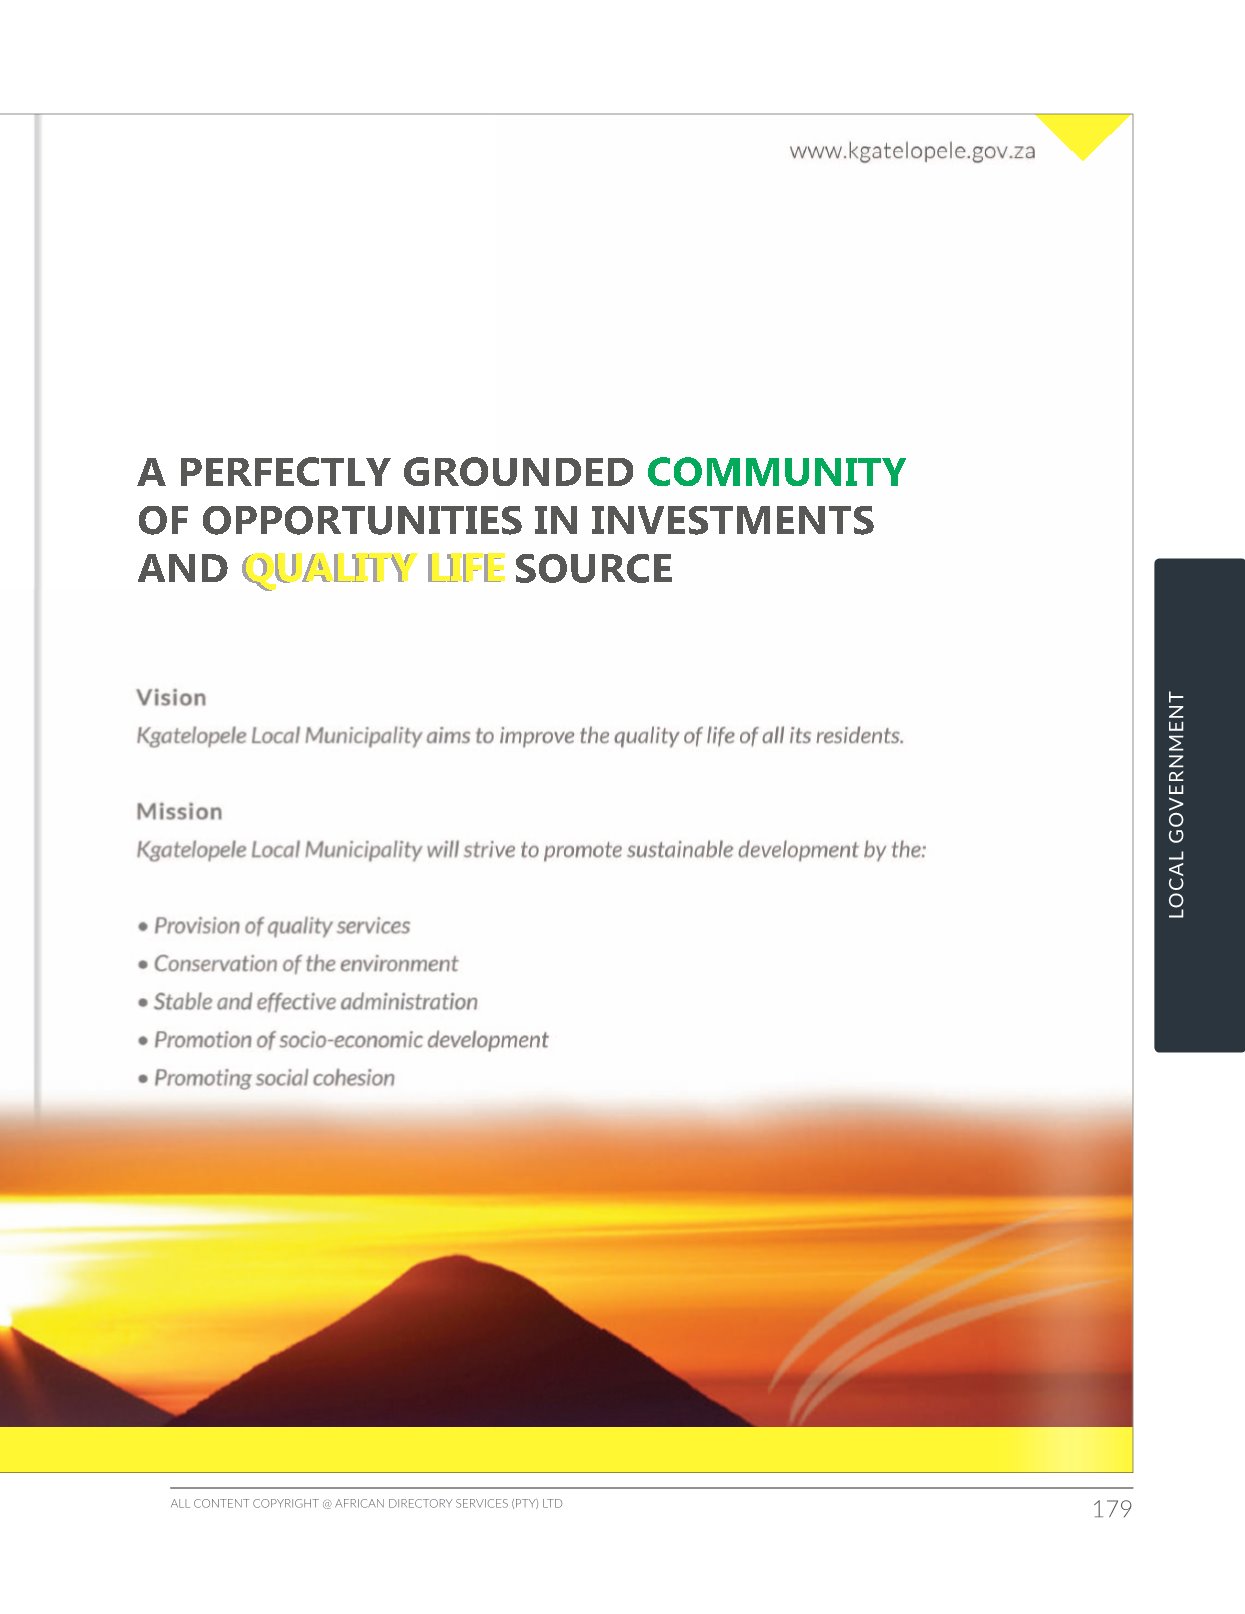 www.kgatelopele.gov.za
A PERFECTLY GROUNDED COMMUNITY
OF OPPORTUNITIES IN INVESTMENTS
AND QUALITY LIFE SOURCE
Vision
Kgatelopele Local Municipality aims to improve the quality of life of all its residents.
Mission
Kgatelopele Local Municipality will strive to promote sustainable development by the:
• Provision of quality services
• Conservation of the environment
• Stable and effective administration
• Promotion of socio-economic development
• Promoting social cohesion
LOCAL GOVERNMENT
ALL CONTENT COPYRIGHT @ AFRICAN DIRECTORY SERVICES (PTY) LTD
179